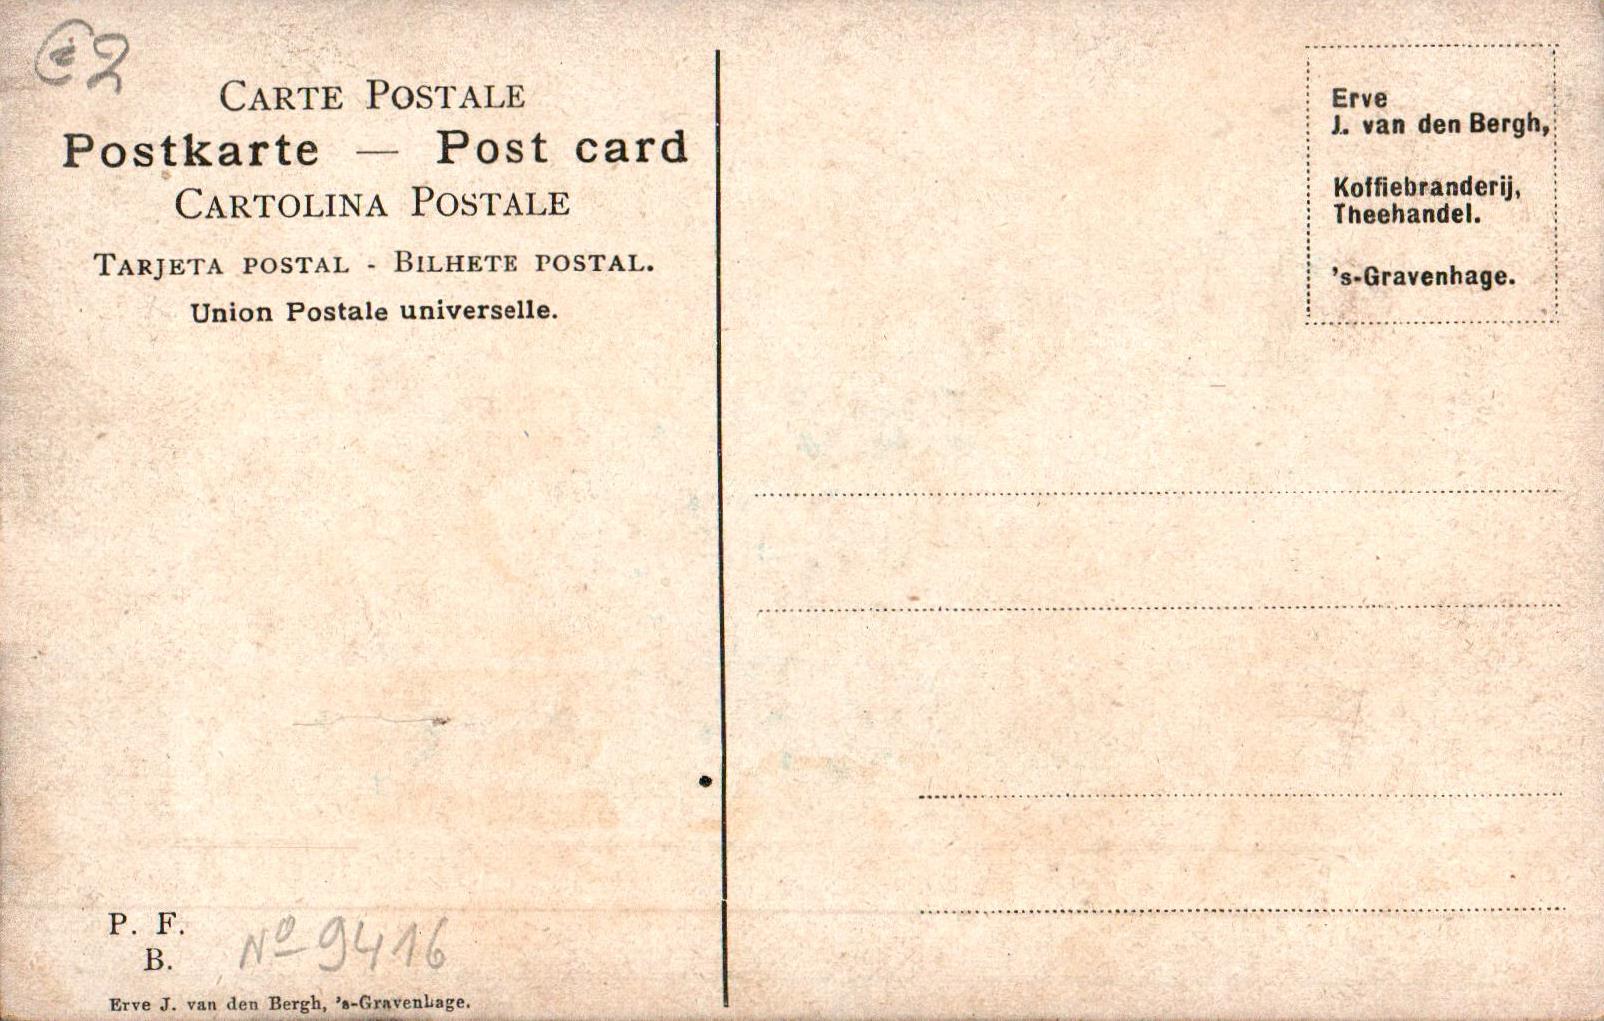 CARTE POSTALE
Postkarte — Post card
CARTOLINA POSTALE
TARJETA POSTAL - BILHETE POSTAL.
Union Postale universelle.
Erve
J. van den Bergh,
Koffiebranderij,
Theehandel.
's-Gravenhage.
P. F.
B.
Nº 9416
Erve J. van den Bergh, 's-Gravenhage.